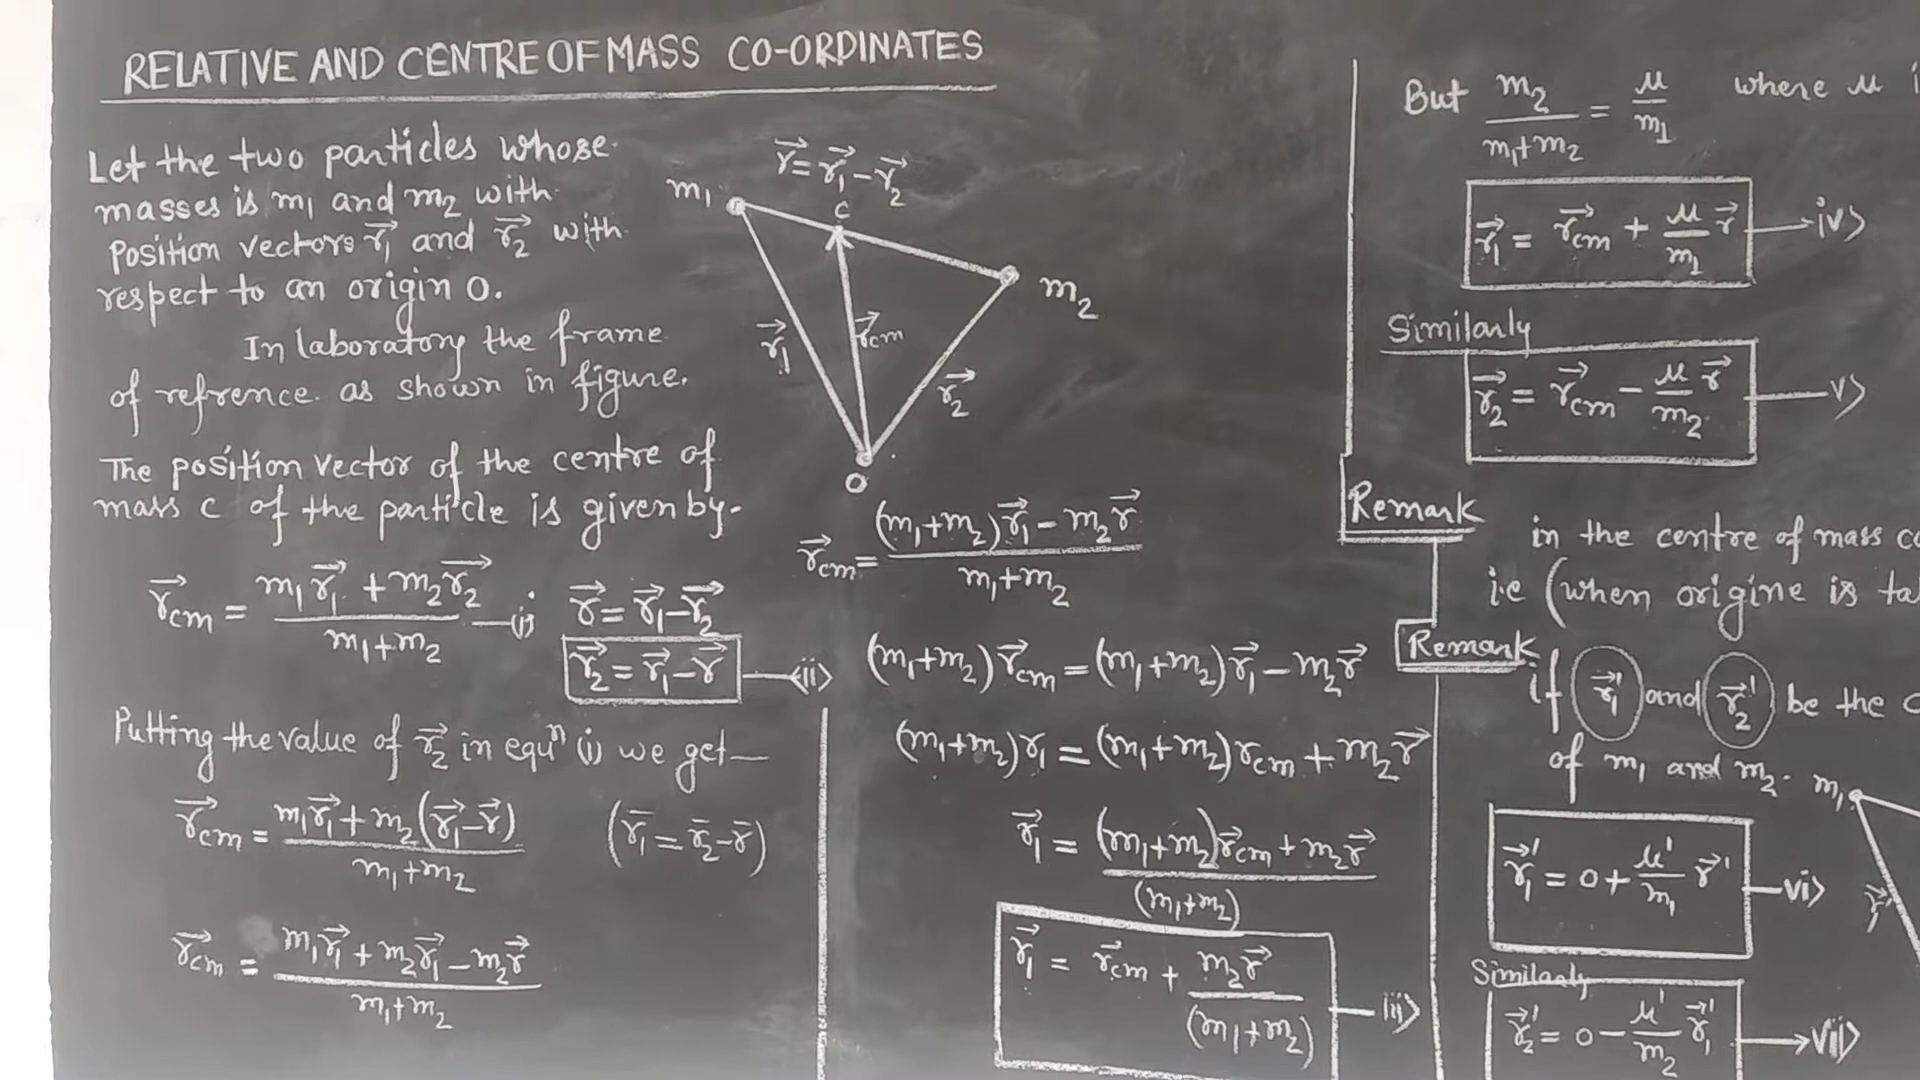 RELATIVE AND CENTRE OF MASS CO-ORDINATES
Let the two particles whose
masses is m₁ and m₂ with
Position vectors r⃗₁ and r⃗₂ with
respect to an origin O.
In laboratory the frame
of refrence as shown in figure.
The position vector of the centre of
mass c of the particle is given by-
r⃗cm = (m₁r⃗₁ + m₂r⃗₂)/(m₁+m₂) —(i)
r⃗ = r⃗₁ - r⃗₂
r⃗₂ = r⃗₁ - r⃗ —(ii)
Putting the value of r⃗₂ in equⁿ (i) we get—
r⃗cm = (m₁r⃗₁ + m₂(r⃗₁-r⃗))/(m₁+m₂) (r̄₁ = r̄₂-r̄)
r⃗cm = (m₁r⃗₁ + m₂r⃗₁ - m₂r⃗)/(m₁+m₂)
r⃗ = r⃗₁ - r⃗₂
m₁
c
m₂
r⃗₁
r⃗cm
r⃗₂
O
r⃗cm = ((m₁+m₂)r⃗₁ - m₂r⃗)/(m₁+m₂)
(m₁+m₂)r⃗cm = (m₁+m₂)r⃗₁ - m₂r⃗
(m₁+m₂)r₁ = (m₁+m₂)rcm + m₂r⃗
r⃗₁ = ((m₁+m₂)r⃗cm + m₂r⃗)/(m₁+m₂)
r⃗₁ = r⃗cm + m₂r⃗/(m₁+m₂) —iii>
But m₂/(m₁+m₂) = μ/m₁ where μ
r⃗₁ = r⃗cm + μ/m₁ r⃗ → iv>
Similarly
r⃗₂ = r⃗cm - μ/m₂ r⃗ → v>
Remark
in the centre of mass
i.e (when origine is
Remark
if r⃗₁' and r⃗₂' be the
of m₁ and m₂.
m₁
r⃗₁' = 0 + μ'/m₁ r⃗' —vi>
Similarly
r⃗₂' = 0 - μ'/m₂ r⃗₁' → vii>